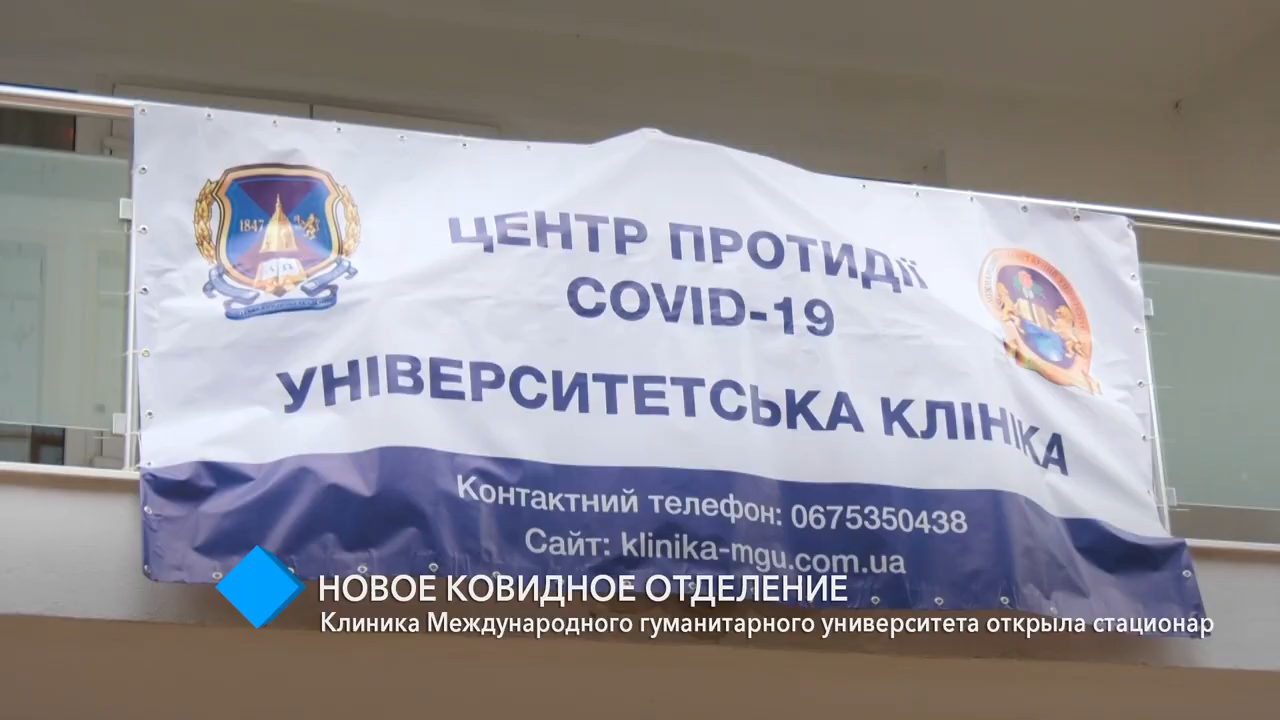 1847
ЦЕНТР ПРОТИДІЇ
COVID-19
УНІВЕРСИТЕТСЬКА КЛІНІКА
Контактний телефон: 0675350438
Сайт: klinika-mgu.com.ua
НОВОЕ КОВИДНОЕ ОТДЕЛЕНИЕ
Клиника Международного гуманитарного университета открыла стационар